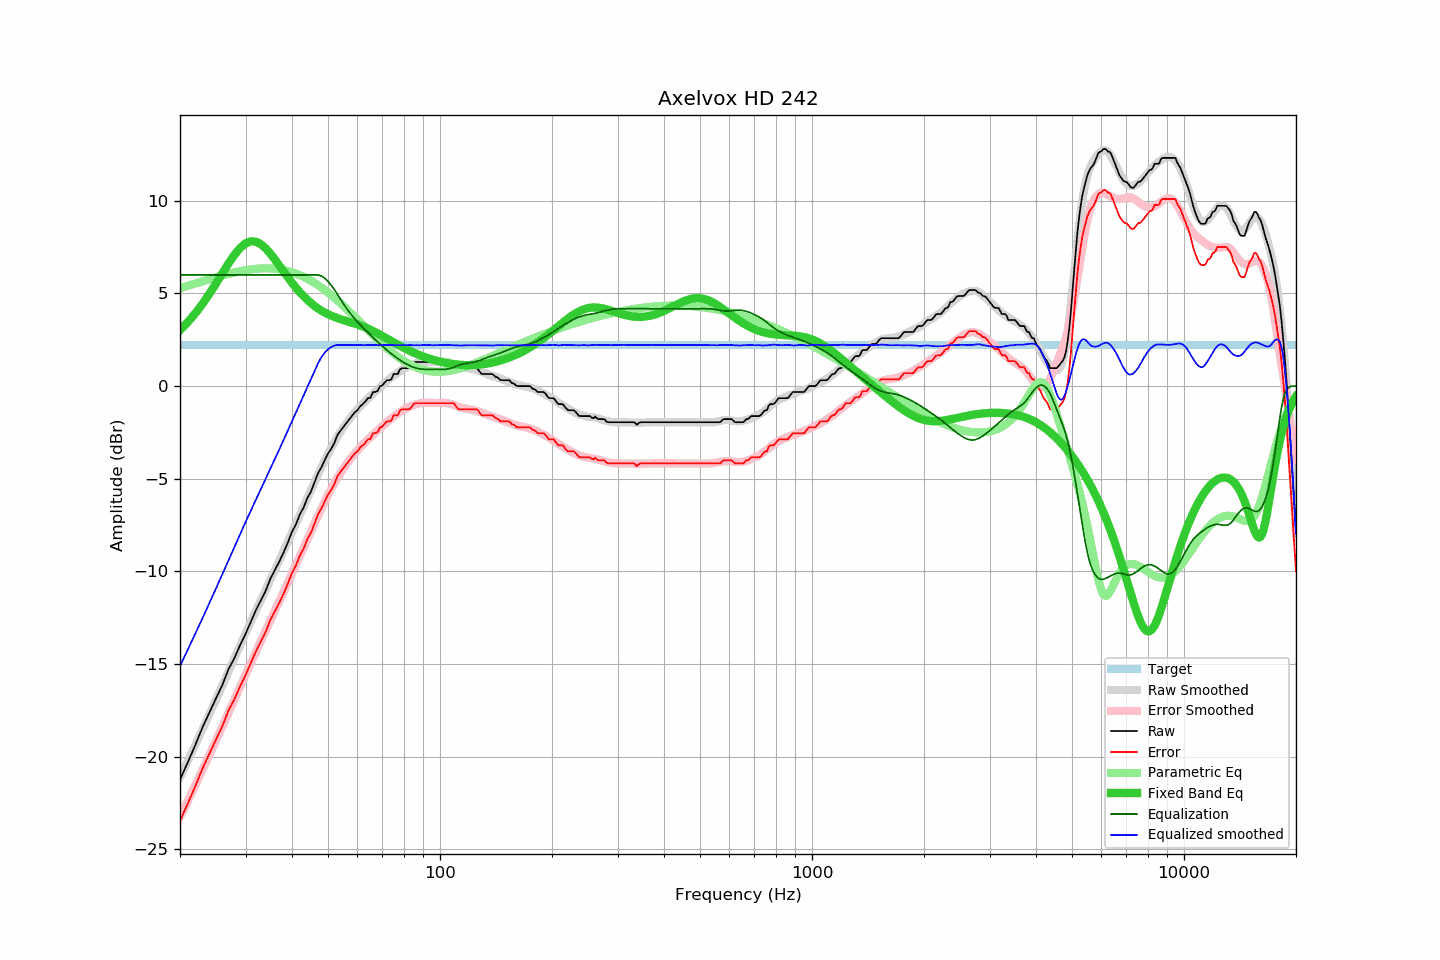 Axelvox HD 242
Amplitude (dBr)
10
5
0
−5
−10
−15
−20
−25
100
1000
10000
Frequency (Hz)
Target
Raw Smoothed
Error Smoothed
Raw
Error
Parametric Eq
Fixed Band Eq
Equalization
Equalized smoothed